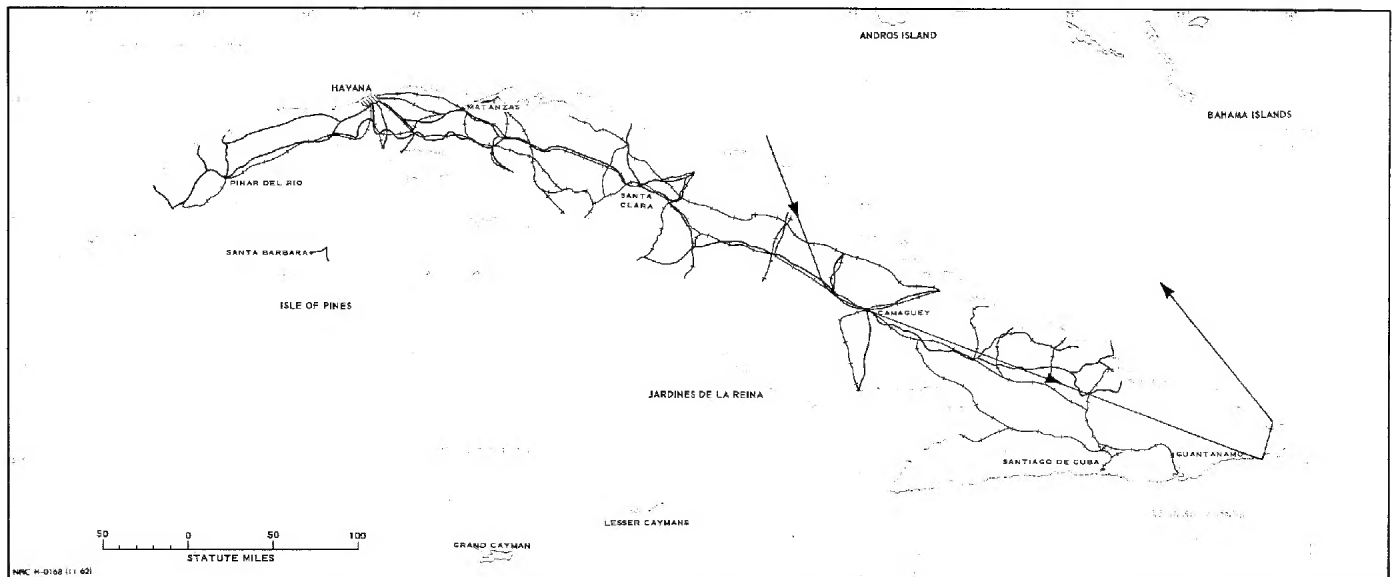 ANDROS ISLAND
HAVANA
MATANZAS
BAHAMA ISLANDS
PINAR DEL RIO
SANTA
CLARA
SANTA BARBARA
ISLE OF PINES
CAMAGUEY
JARDINES DE LA REINA
SANTIAGO DE CUBA
GUANTANAMO
LESSER CAYMANS
GRAND CAYMAN
50 0 50 100
STATUTE MILES